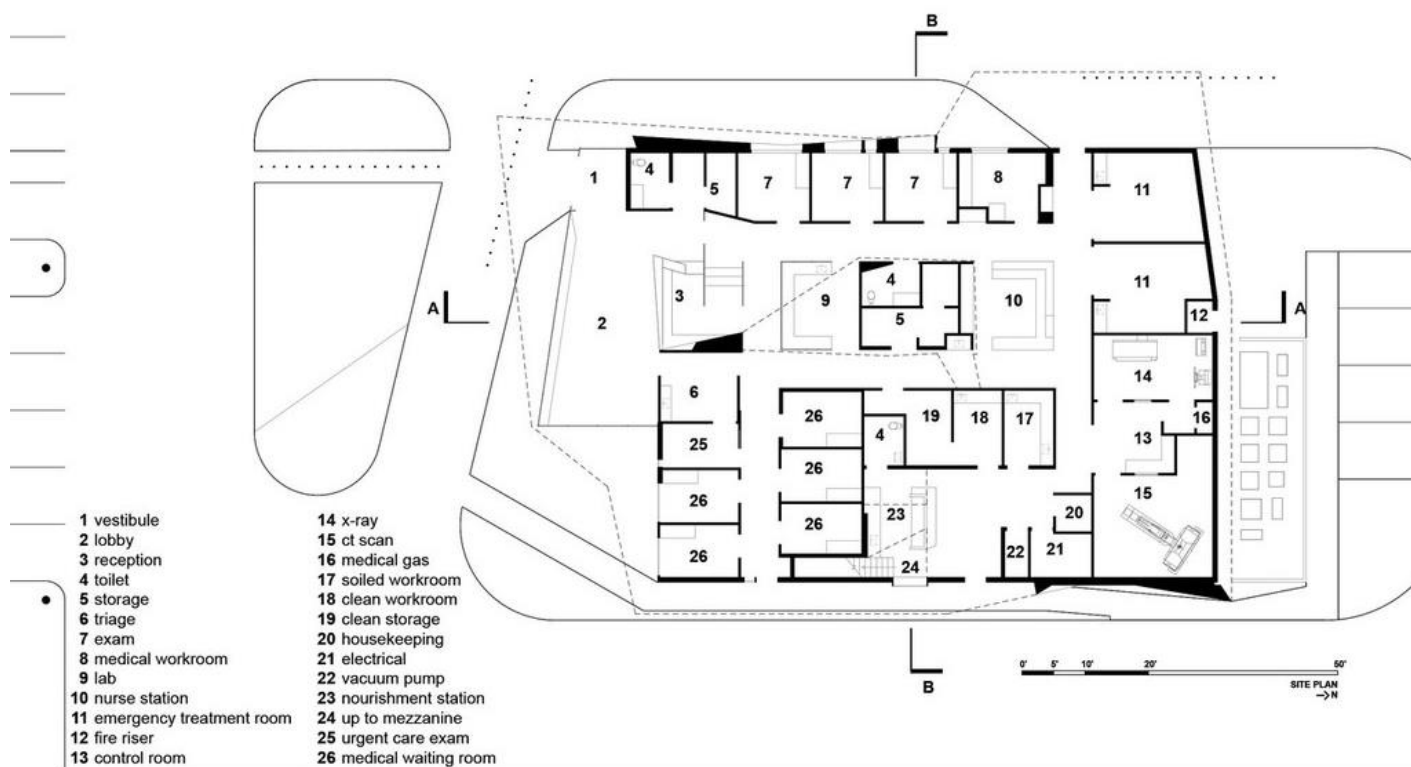 B
1
4
5
7
7
7
8
11
3
9
4
10
11
A
2
5
12
A
14
6
26
19
18
17
16
25
4
13
26
26
15
23
20
26
26
22
21
24
1 vestibule
2 lobby
3 reception
4 toilet
5 storage
6 triage
7 exam
8 medical workroom
9 lab
10 nurse station
11 emergency treatment room
12 fire riser
13 control room
14 x-ray
15 ct scan
16 medical gas
17 soiled workroom
18 clean workroom
19 clean storage
20 housekeeping
21 electrical
22 vacuum pump
23 nourishment station
24 up to mezzanine
25 urgent care exam
26 medical waiting room
B
0' 5' 10' 20' 50'
SITE PLAN
→N